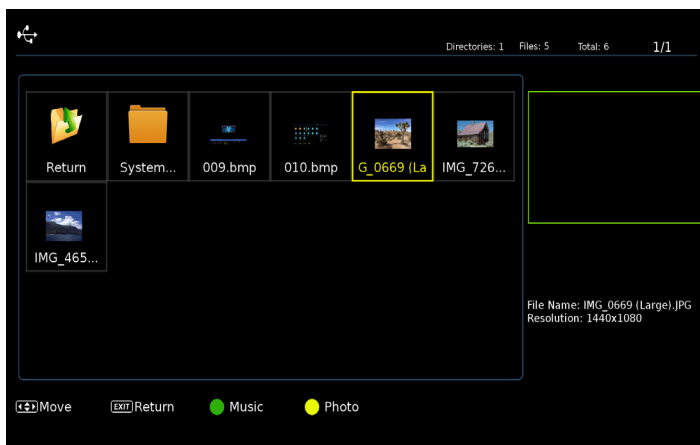 Directories: 1 Files: 5 Total: 6 1/1
Return System... 009.bmp 010.bmp G_0669 (La IMG_726...
IMG_465...
File Name: IMG_0669 (Large).JPG
Resolution: 1440x1080
Move EXIT Return Music Photo